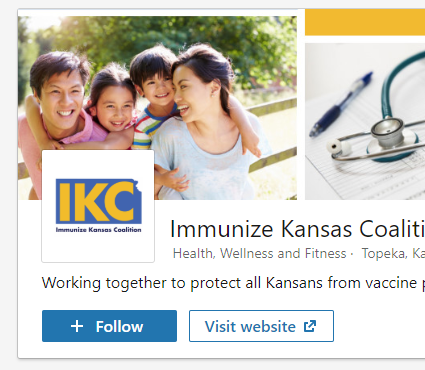 IKC
Immunize Kansas Coalition
Immunize Kansas Coaliti
Health, Wellness and Fitness · Topeka, Ka
Working together to protect all Kansans from vaccine p
+ Follow
Visit website